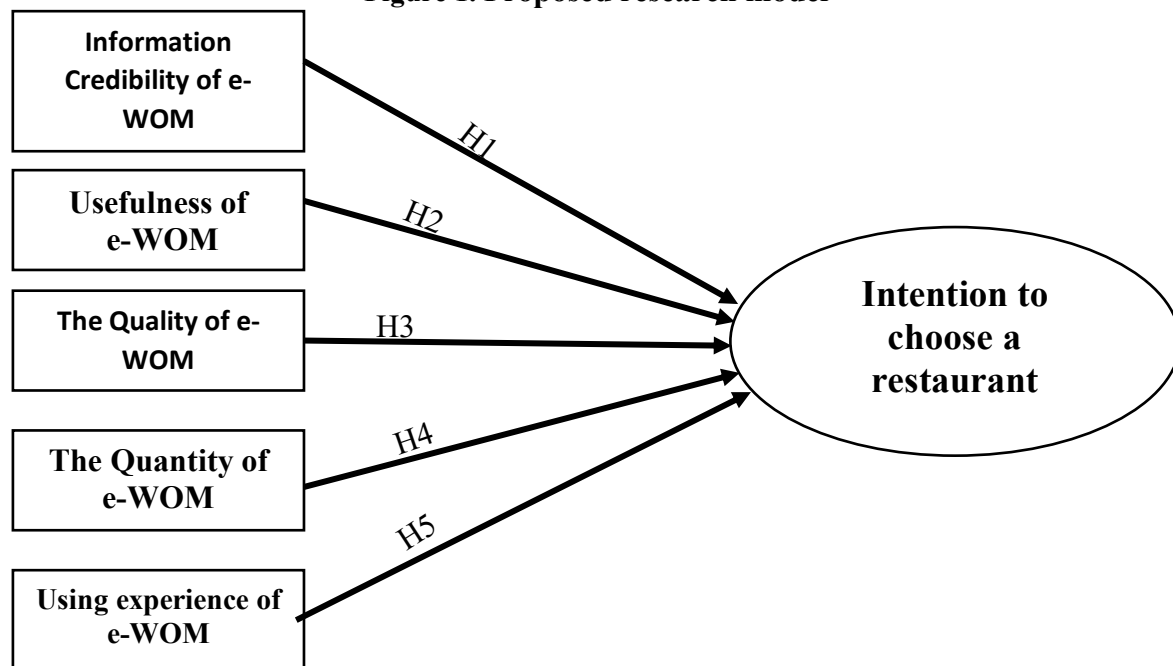 Figure 1. Proposed research model
Information
Credibility of e-
WOM
H1
Usefulness of
e-WOM
H2
The Quality of e-
WOM
H3
Intention to
choose a
restaurant
The Quantity of
e-WOM
H4
Using experience of
e-WOM
H5